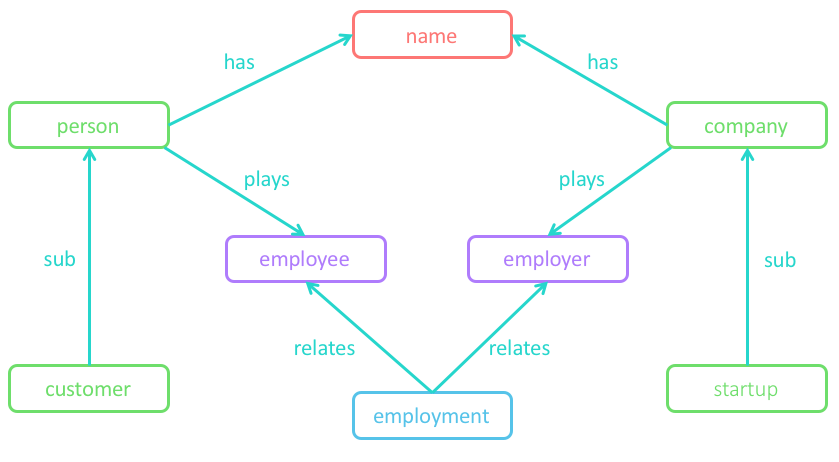 name
has
has
person
company
plays
plays
employee
employer
sub
sub
relates
relates
customer
startup
employment